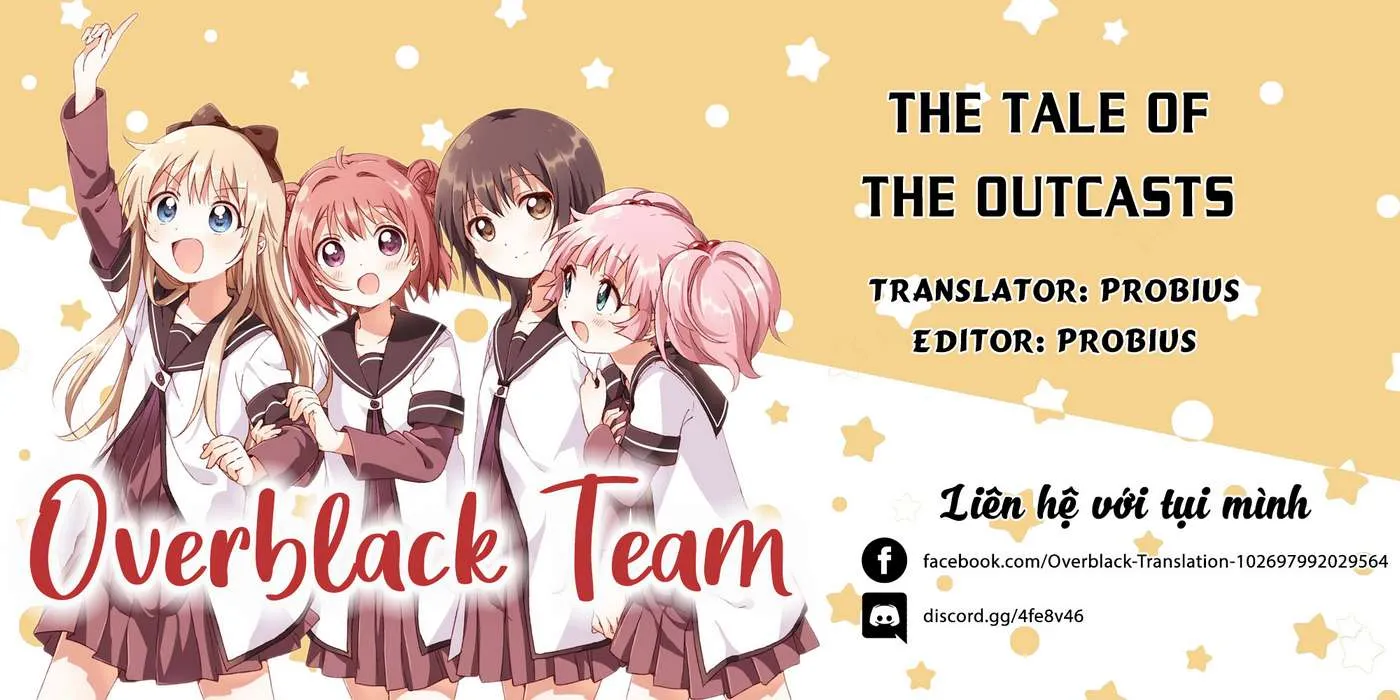 THE TALE OF
THE OUTCASTS
TRANSLATOR: PROBIUS
EDITOR: PROBIUS
Overblack Team
Liên hệ với tụi mình
facebook.com/Overblack-Translation-102697992029564
discord.gg/4fe8v46